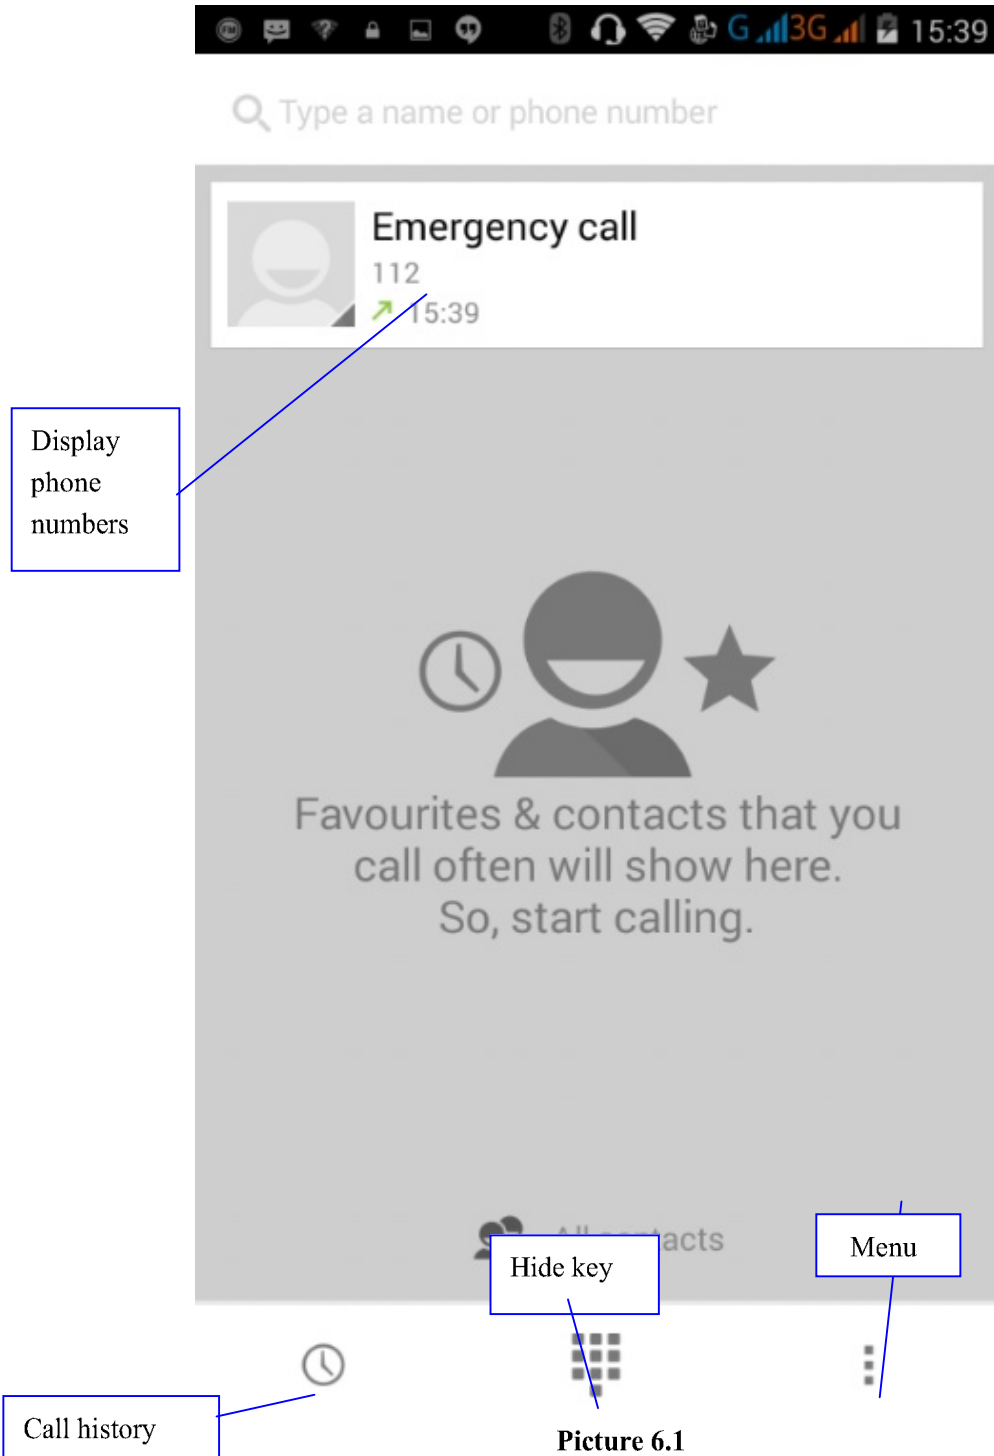 G 3G 15:39
Type a name or phone number
Emergency call
112
15:39
Display
phone
numbers
Favourites & contacts that you
call often will show here.
So, start calling.
Hide key
Menu
Call history
Picture 6.1